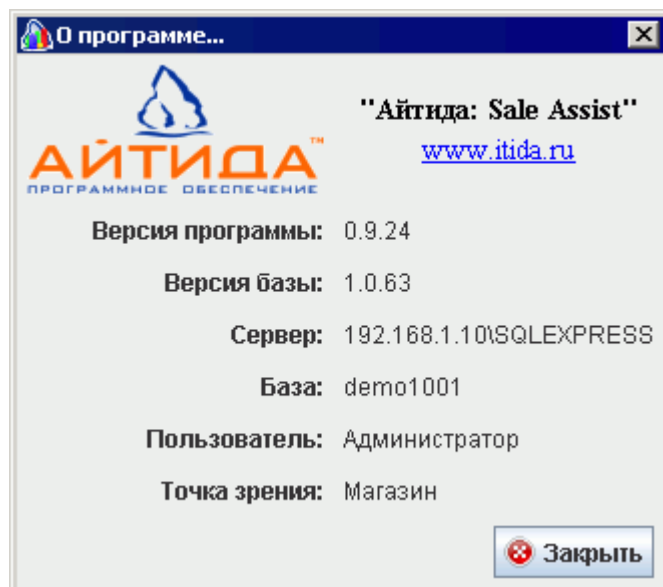 О программе...
"Айтида: Sale Assist"
www.itida.ru
АЙТИДА™
ПРОГРАММНОЕ ОБЕСПЕЧЕНИЕ
Версия программы: 0.9.24
Версия базы: 1.0.63
Сервер: 192.168.1.10\SQLEXPRESS
База: demo1001
Пользователь: Администратор
Точка зрения: Магазин
Закрыть